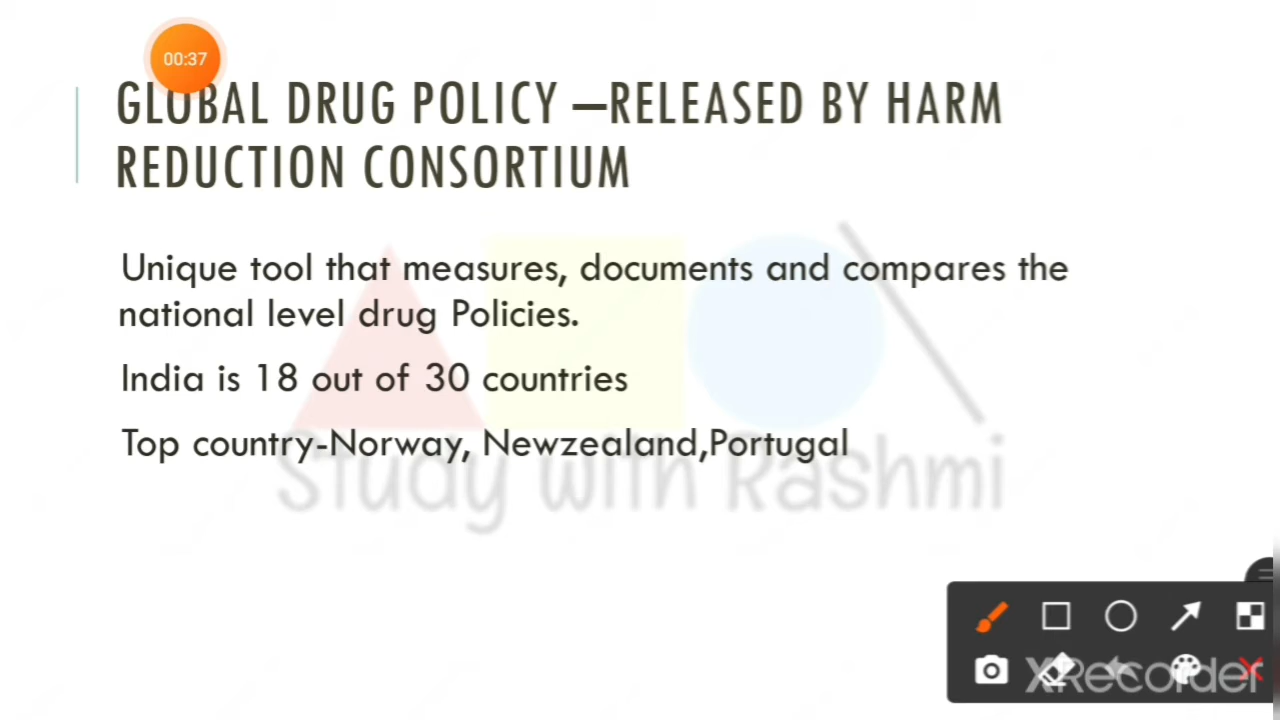 00:37
GLOBAL DRUG POLICY –RELEASED BY HARM
REDUCTION CONSORTIUM
Unique tool that measures, documents and compares the
national level drug Policies.
India is 18 out of 30 countries
Top country-Norway, Newzealand,Portugal
Study with Rashmi
XRecorder